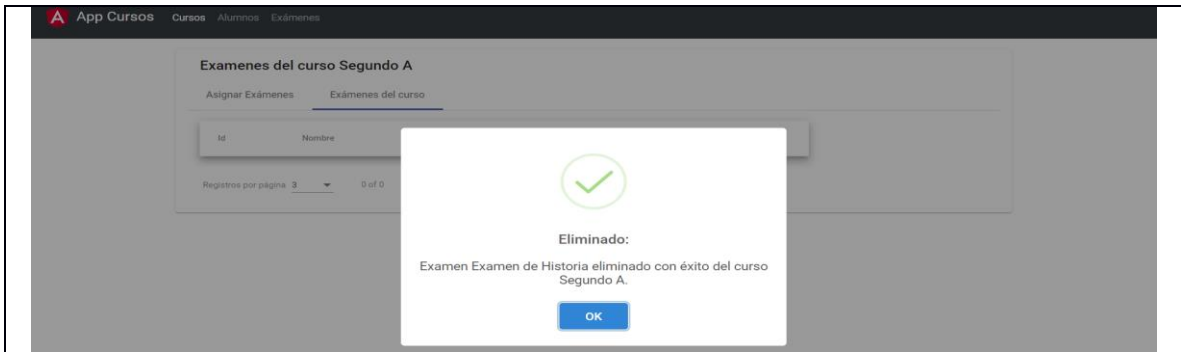 App Cursos Cursos Alumnos Exámenes
Examenes del curso Segundo A
Asignar Exámenes Exámenes del curso
Id Nombre
Registros por página 3 0 of 0
Eliminado:
Examen Examen de Historia eliminado con éxito del curso
Segundo A.
OK